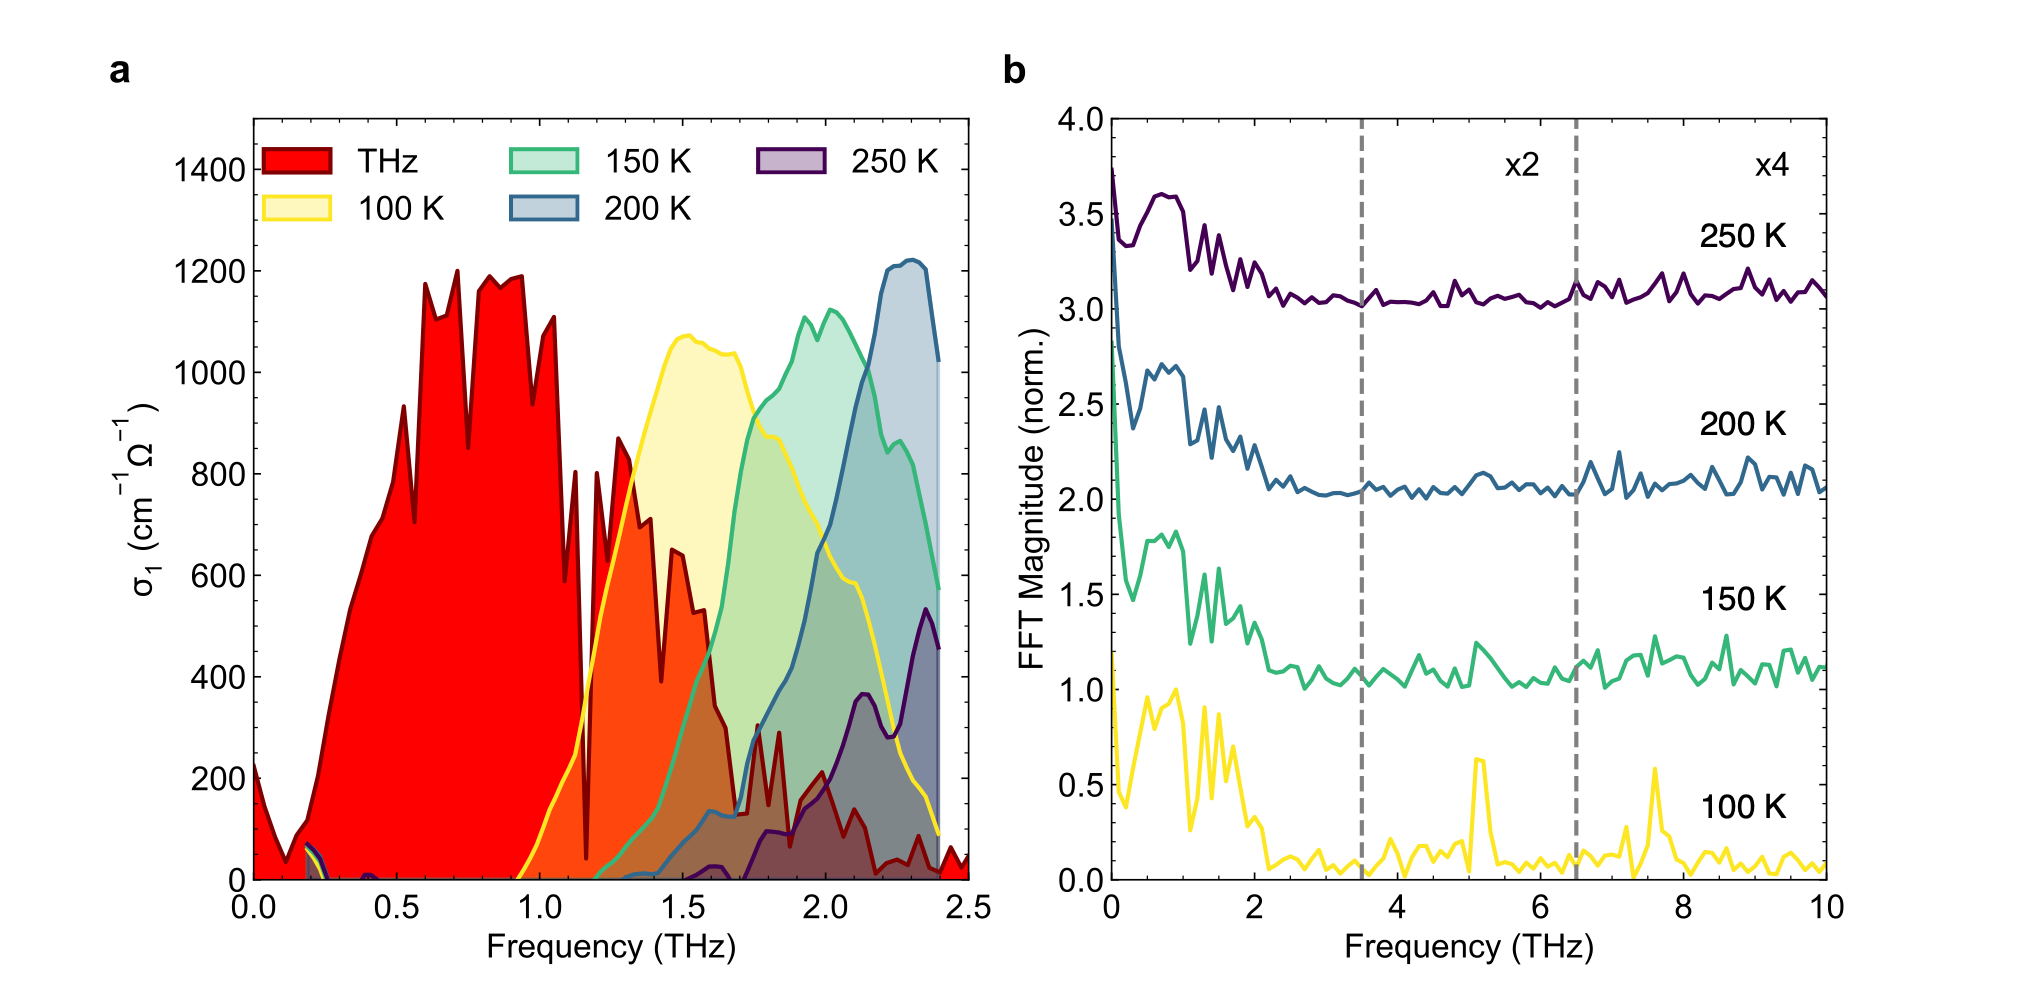 a
b
THz
150 K
250 K
100 K
200 K
1400
1200
1000
800
600
400
200
0
0.0
0.5
1.0
1.5
2.0
2.5
Frequency (THz)
σ₁ (cm⁻¹Ω⁻¹)
4.0
3.5
3.0
2.5
2.0
1.5
1.0
0.5
0.0
x2
x4
250 K
200 K
150 K
100 K
0
2
4
6
8
10
Frequency (THz)
FFT Magnitude (norm.)